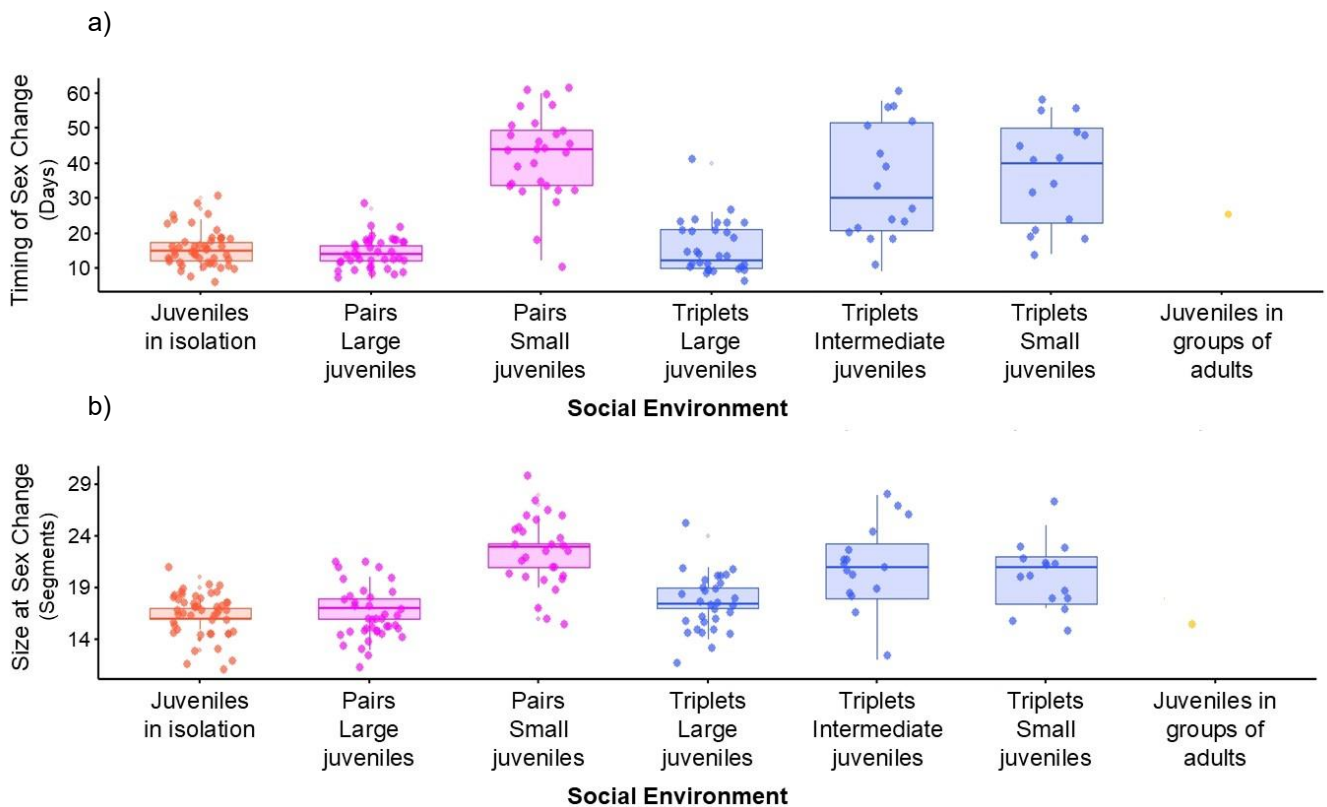 a)
Timing of Sex Change
(Days)
60
50
40
30
20
10
Juveniles
in isolation
Pairs
Large
juveniles
Pairs
Small
juveniles
Triplets
Large
juveniles
Triplets
Intermediate
juveniles
Triplets
Small
juveniles
Juveniles in
groups of
adults
Social Environment
b)
Size at Sex Change
(Segments)
29
24
19
14
Juveniles
in isolation
Pairs
Large
juveniles
Pairs
Small
juveniles
Triplets
Large
juveniles
Triplets
Intermediate
juveniles
Triplets
Small
juveniles
Juveniles in
groups of
adults
Social Environment